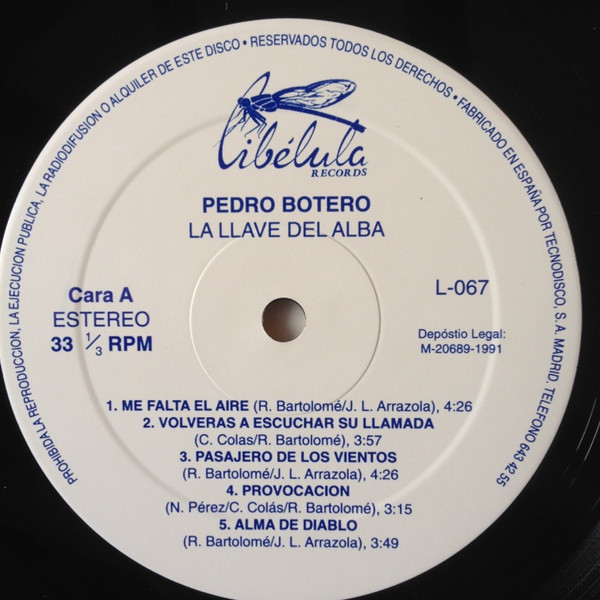 PROHIBIDA LA REPRODUCCION, LA EJECUCION PUBLICA, LA RADIODIFUSION O ALQUILER DE ESTE DISCO • RESERVADOS TODOS LOS DERECHOS • FABRICADO EN ESPAÑA POR TECNODISCO, S. A. MADRID. TELEFONO 643 42 55
Libélula
RECORDS
PEDRO BOTERO
LA LLAVE DEL ALBA
Cara A
ESTEREO
33 1/3 RPM
L-067
Depóstio Legal:
M-20689-1991
1. ME FALTA EL AIRE (R. Bartolomé/J. L. Arrazola), 4:26
2. VOLVERAS A ESCUCHAR SU LLAMADA
(C. Colas/R. Bartolomé), 3:57
3. PASAJERO DE LOS VIENTOS
(R. Bartolomé/J. L. Arrazola), 4:26
4. PROVOCACION
(N. Pérez/C. Colás/R. Bartolomé), 3:15
5. ALMA DE DIABLO
(R. Bartolomé/J. L. Arrazola), 3:49